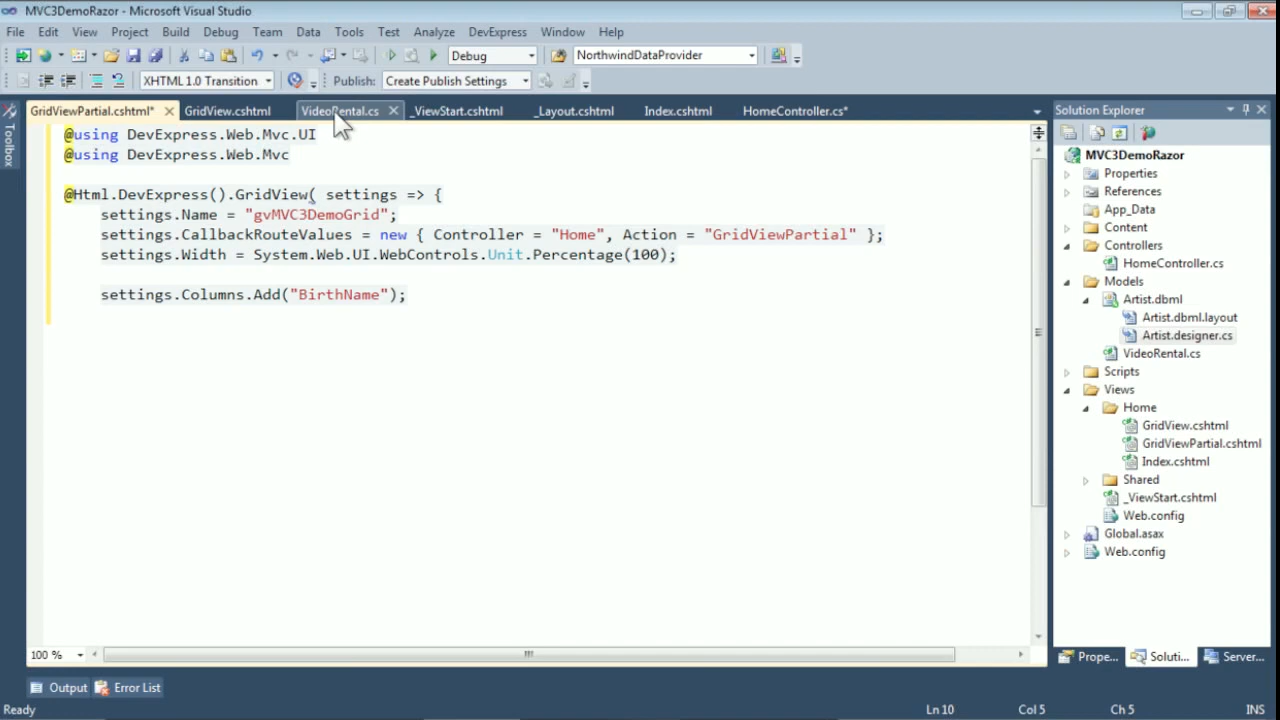 MVC3DemoRazor - Microsoft Visual Studio
File Edit View Project Build Debug Team Data Tools Test Analyze DevExpress Window Help
Debug NorthwindDataProvider
XHTML 1.0 Transition Publish: Create Publish Settings
GridViewPartial.cshtml* GridView.cshtml VideoRental.cs _ViewStart.cshtml _Layout.cshtml Index.cshtml HomeController.cs*
Toolbox
@using DevExpress.Web.Mvc.UI
@using DevExpress.Web.Mvc
@Html.DevExpress().GridView( settings => {
settings.Name = "gvMVC3DemoGrid";
settings.CallbackRouteValues = new { Controller = "Home", Action = "GridViewPartial" };
settings.Width = System.Web.UI.WebControls.Unit.Percentage(100);
settings.Columns.Add("BirthName");
100 %
Solution Explorer
MVC3DemoRazor
Properties
References
App_Data
Content
Controllers
HomeController.cs
Models
Artist.dbml
Artist.dbml.layout
Artist.designer.cs
VideoRental.cs
Scripts
Views
Home
GridView.cshtml
GridViewPartial.cshtml
Index.cshtml
Shared
_ViewStart.cshtml
Web.config
Global.asax
Web.config
Prope... Soluti... Server...
Output Error List
Ready Ln 10 Col 5 Ch 5 INS